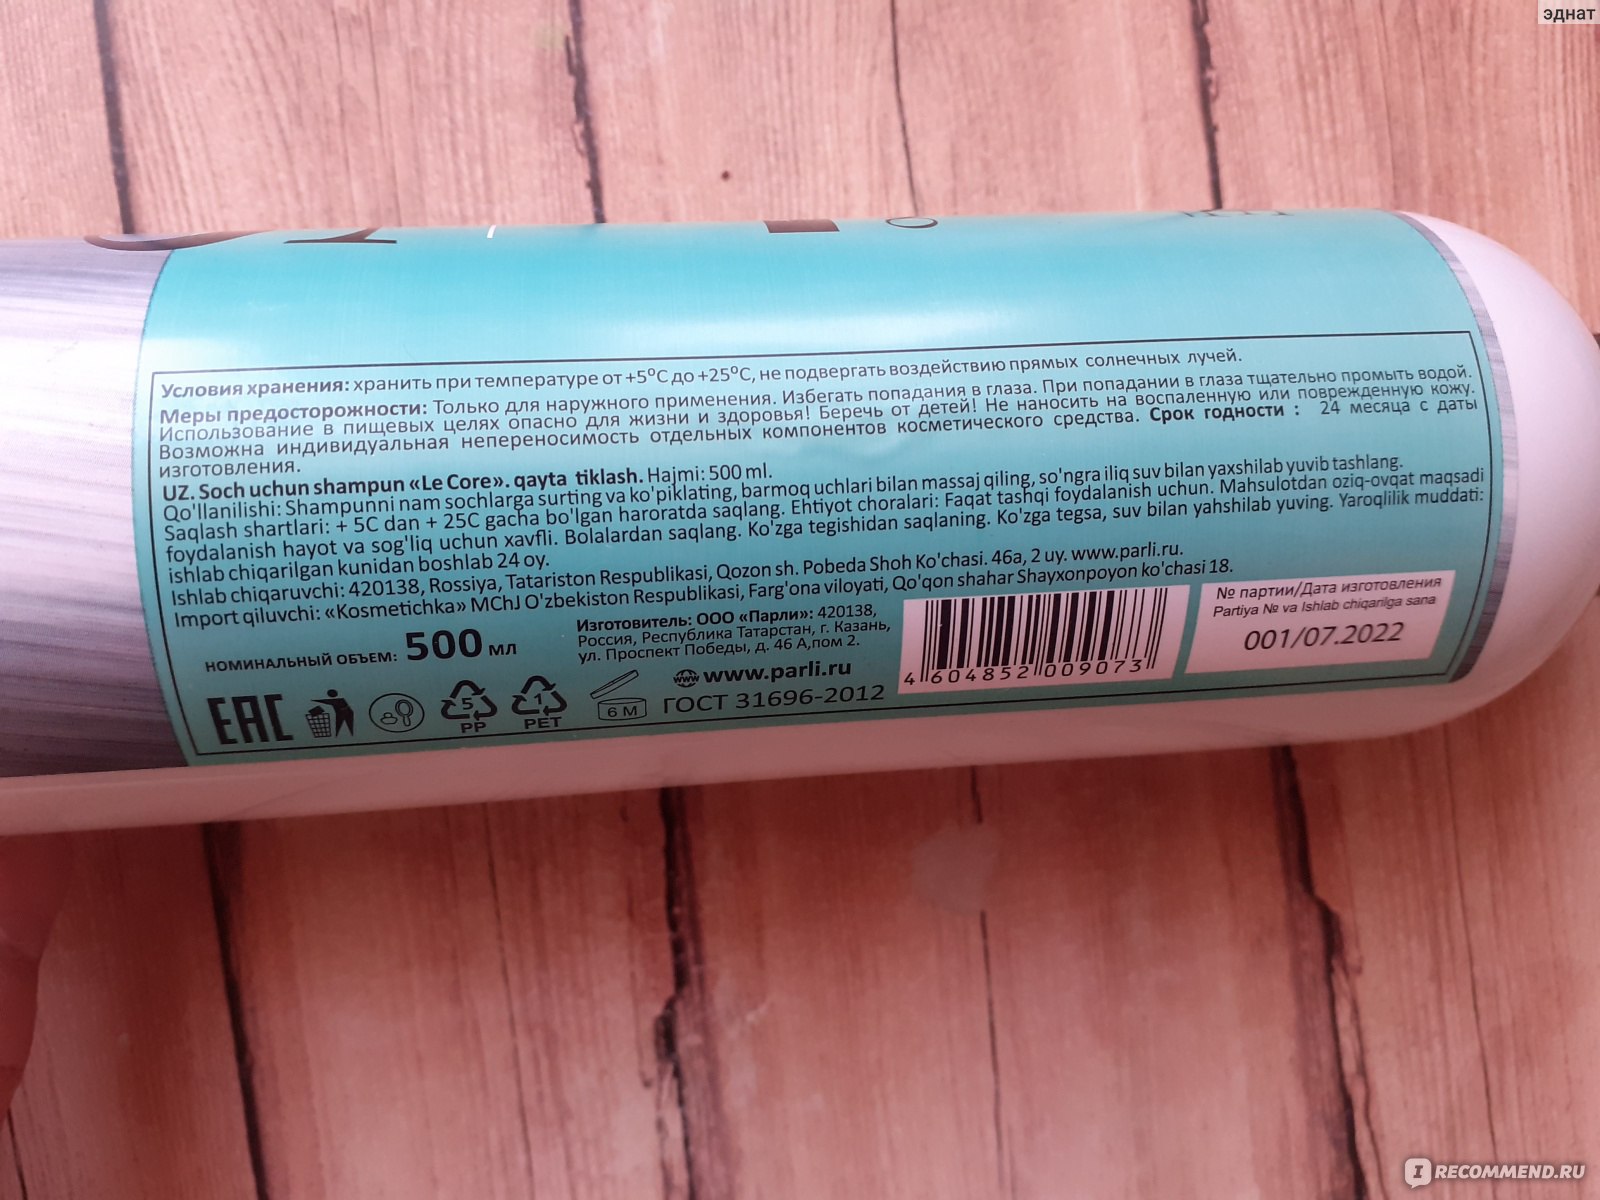 эднат
Условия хранения: хранить при температуре от +5⁰С до +25⁰С, не подвергать воздействию прямых солнечных лучей.
Меры предосторожности: Только для наружного применения. Избегать попадания в глаза. При попадании в глаза тщательно промыть водой.
Использование в пищевых целях опасно для жизни и здоровья! Беречь от детей! Не наносить на воспаленную или поврежденную кожу.
Возможна индивидуальная непереносимость отдельных компонентов косметического средства. Срок годности : 24 месяца с даты
изготовления.
UZ. Soch uchun shampun «Le Core». qayta tiklash. Hajmi: 500 ml.
Qo'llanilishi: Shampunni nam sochlarga surting va ko'piklating, barmoq uchlari bilan massaj qiling, so'ngra iliq suv bilan yaxshilab yuvib tashlang.
Saqlash shartlari: + 5C dan + 25C gacha bo'lgan haroratda saqlang. Ehtiyot choralari: Faqat tashqi foydalanish uchun. Mahsulotdan oziq-ovqat maqsadi
foydalanish hayot va sog'liq uchun xavfli. Bolalardan saqlang. Ko'zga tegishidan saqlaning. Ko'zga tegsa, suv bilan yahshilab yuving. Yaroqlilik muddati:
ishlab chiqarilgan kunidan boshlab 24 oy.
Ishlab chiqaruvchi: 420138, Rossiya, Tatariston Respublikasi, Qozon sh. Pobeda Shoh Ko'chasi. 46a, 2 uy. www.parli.ru.
Import qiluvchi: «Kosmetichka» MChJ O'zbekiston Respublikasi, Farg'ona viloyati, Qo'qon shahar Shayxonpoyon ko'chasi 18.
НОМИНАЛЬНЫЙ ОБЪЕМ: 500 мл
Изготовитель: ООО «Парли»: 420138,
Россия, Республика Татарстан, г. Казань,
ул. Проспект Победы, д. 46 А,пом 2.
www.parli.ru
ГОСТ 31696-2012
EAC
5
PP
1
PET
6 М
4 604852 009073
№ партии/Дата изготовления
Partiya № va Ishlab chiqarilga sana
001/07.2022
IRECOMMEND.RU